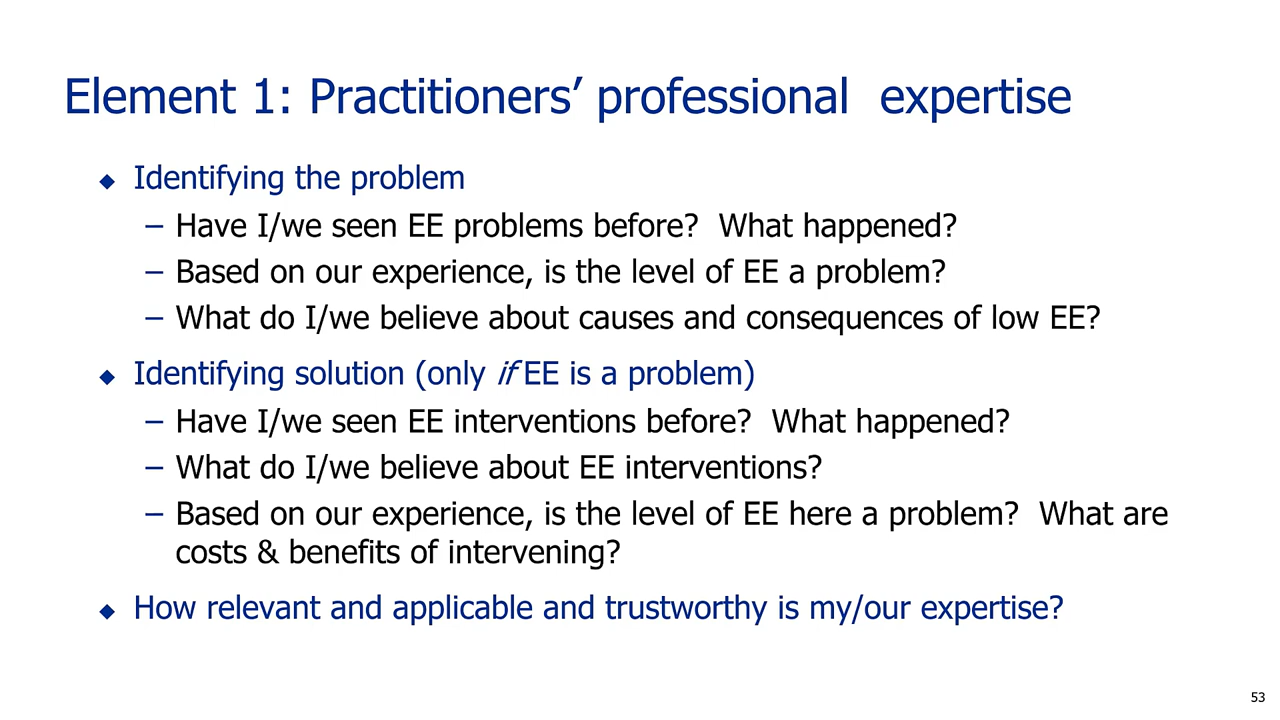 Element 1: Practitioners’ professional  expertise
◆ Identifying the problem
– Have I/we seen EE problems before?  What happened?
– Based on our experience, is the level of EE a problem?
– What do I/we believe about causes and consequences of low EE?
◆ Identifying solution (only if EE is a problem)
– Have I/we seen EE interventions before?  What happened?
– What do I/we believe about EE interventions?
– Based on our experience, is the level of EE here a problem?  What are
costs & benefits of intervening?
◆ How relevant and applicable and trustworthy is my/our expertise?
53